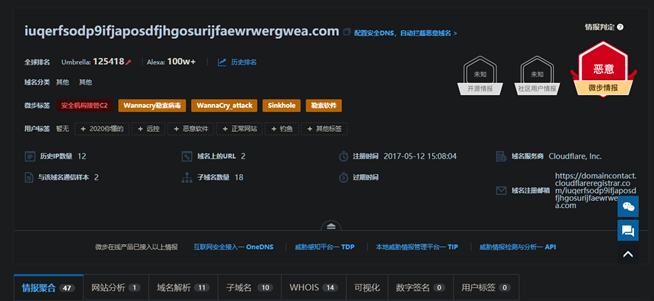 iuqerfsodp9ifjaposdfjhgosurijfaewrwergwea.com 配置安全DNS，自动拦截恶意域名 > 情报判定
全球排名 Umbrella: 125418 Alexa: 100w+ 历史排名
域名分类 其他 其他
未知 开源情报
未知 社区用户情报
恶意 微步情报
微步标签 安全机构接管C2 Wannacry勒索病毒 WannaCry_attack Sinkhole 勒索软件
用户标签 暂无 + 2020你懂的 + 远控 + 恶意软件 + 正常网站 + 钓鱼 + 其他标签
历史IP数量 12 域名上的URL 2 注册时间 2017-05-12 15:08:04 域名服务商 Cloudflare, Inc.
与该域名通信样本 2 子域名数量 18 过期时间 域名注册邮箱 https://domaincontact.
cloudflareregistrar.co
m/iuqerfsodp9ifjaposd
fjhgosurijfaewrwergw
ea.com
微步在线产品已接入以上情报 互联网安全接入— OneDNS 威胁感知平台— TDP 本地威胁情报管理平台— TIP 威胁情报检测与分析— API
情报聚合 47 网站分析 1 域名解析 11 子域名 10 WHOIS 14 可视化 数字签名 0 用户标签 0